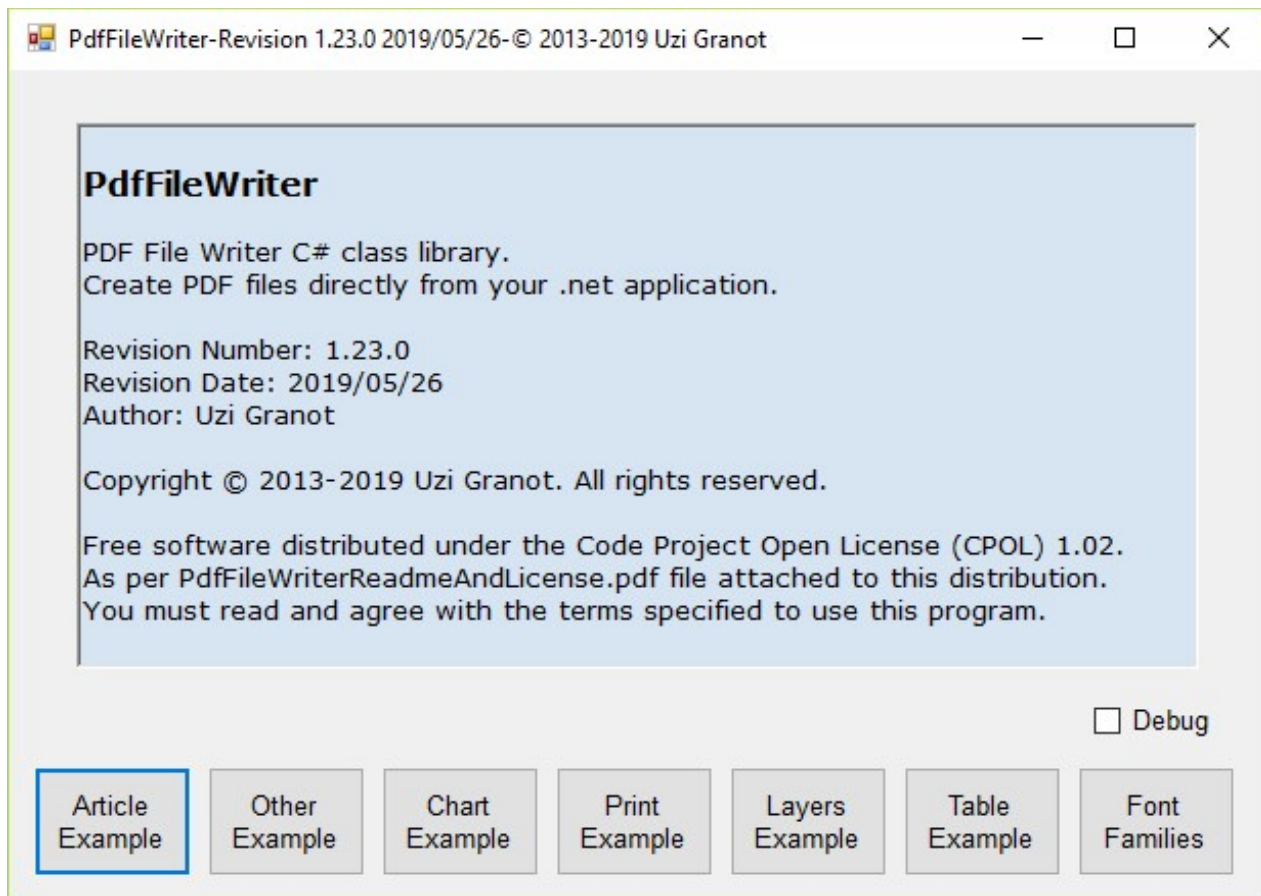 PdfFileWriter-Revision 1.23.0 2019/05/26-© 2013-2019 Uzi Granot
PdfFileWriter
PDF File Writer C# class library.
Create PDF files directly from your .net application.
Revision Number: 1.23.0
Revision Date: 2019/05/26
Author: Uzi Granot
Copyright © 2013-2019 Uzi Granot. All rights reserved.
Free software distributed under the Code Project Open License (CPOL) 1.02.
As per PdfFileWriterReadmeAndLicense.pdf file attached to this distribution.
You must read and agree with the terms specified to use this program.
Debug
Article
Example
Other
Example
Chart
Example
Print
Example
Layers
Example
Table
Example
Font
Families